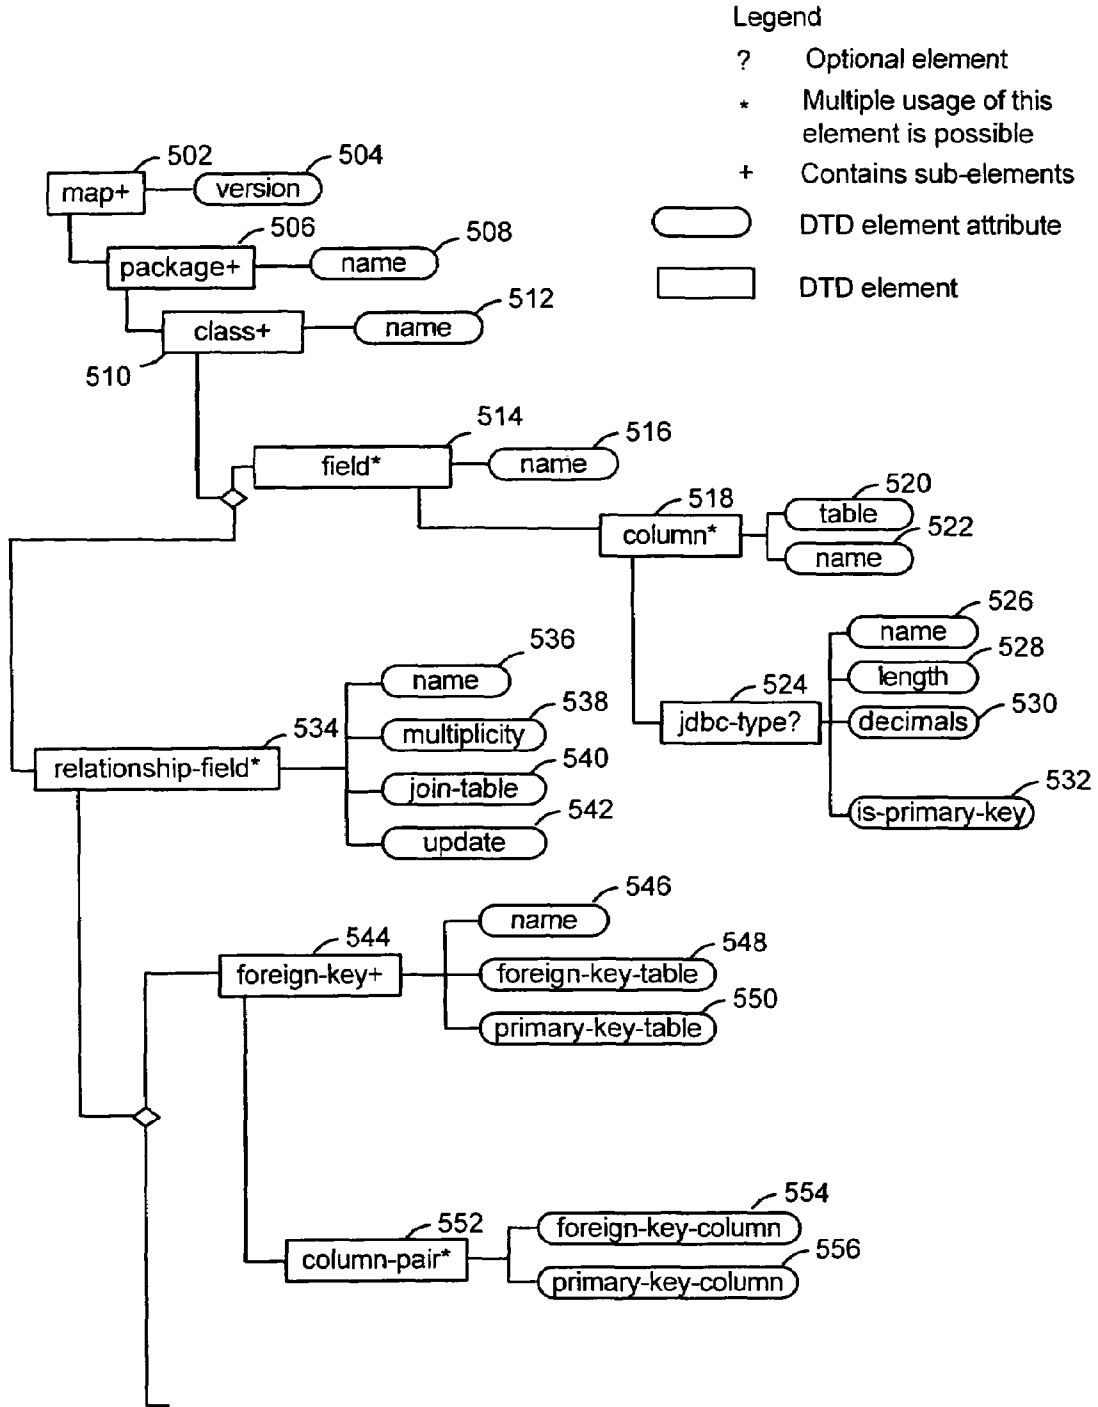 Legend
? Optional element
* Multiple usage of this
element is possible
+ Contains sub-elements
DTD element attribute
DTD element
502
504
map+
version
506
508
package+
name
512
class+
name
510
514
516
field*
name
518
520
column*
table
522
name
524
526
jdbc-type?
name
528
length
530
decimals
532
is-primary-key
534
536
relationship-field*
name
538
multiplicity
540
join-table
542
update
544
546
foreign-key+
name
548
foreign-key-table
550
primary-key-table
552
554
column-pair*
foreign-key-column
556
primary-key-column